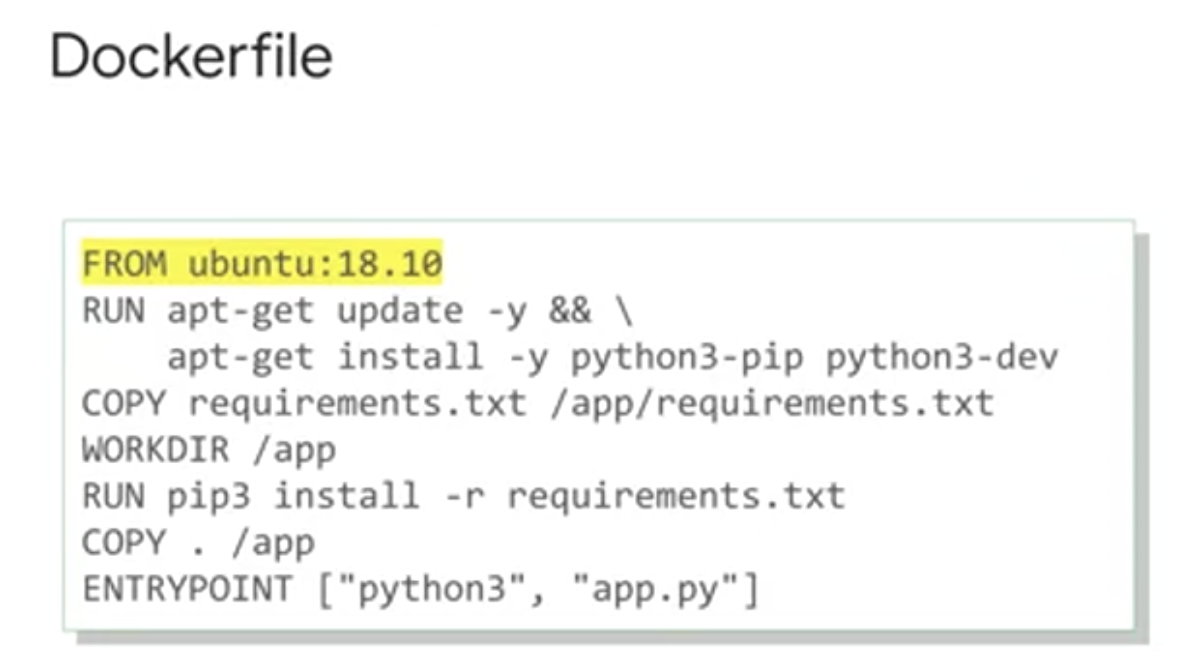 Dockerfile
FROM ubuntu:18.10
RUN apt-get update -y && \
    apt-get install -y python3-pip python3-dev
COPY requirements.txt /app/requirements.txt
WORKDIR /app
RUN pip3 install -r requirements.txt
COPY . /app
ENTRYPOINT ["python3", "app.py"]